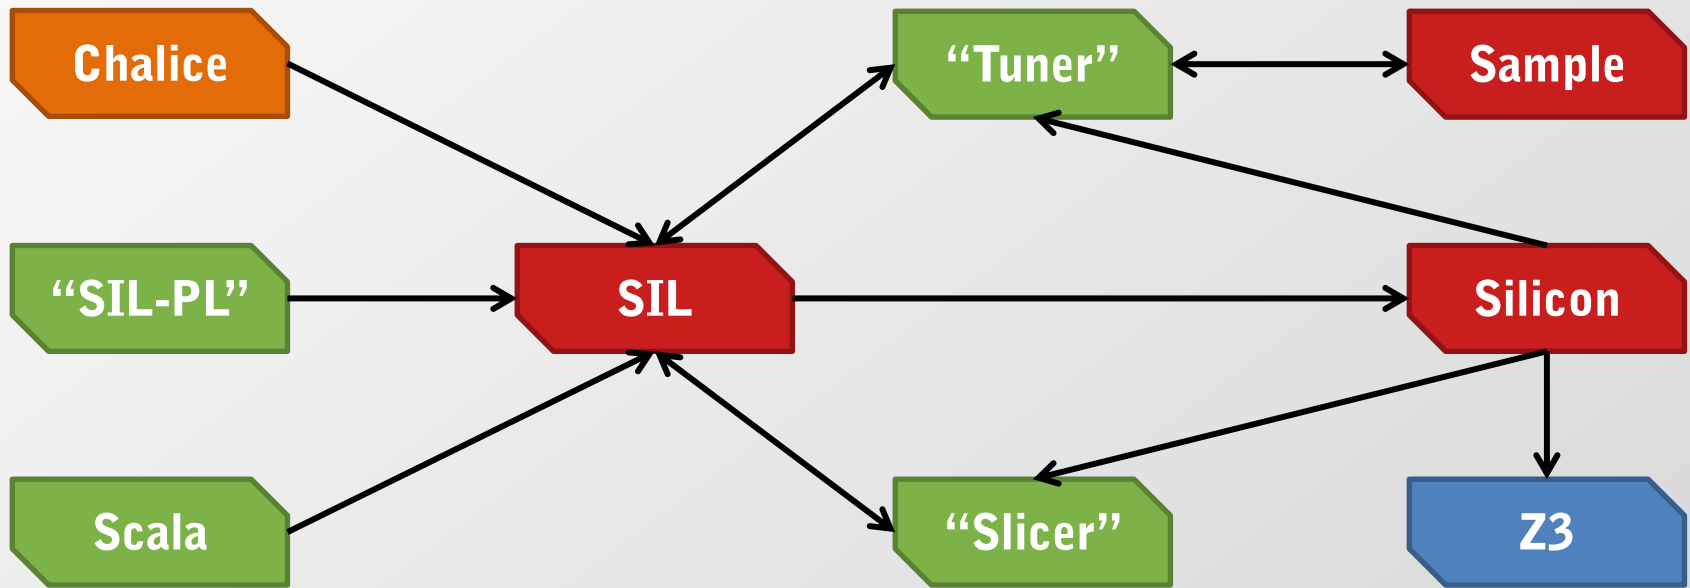 Chalice
“Tuner”
Sample
“SIL-PL”
SIL
Silicon
Scala
“Slicer”
Z3